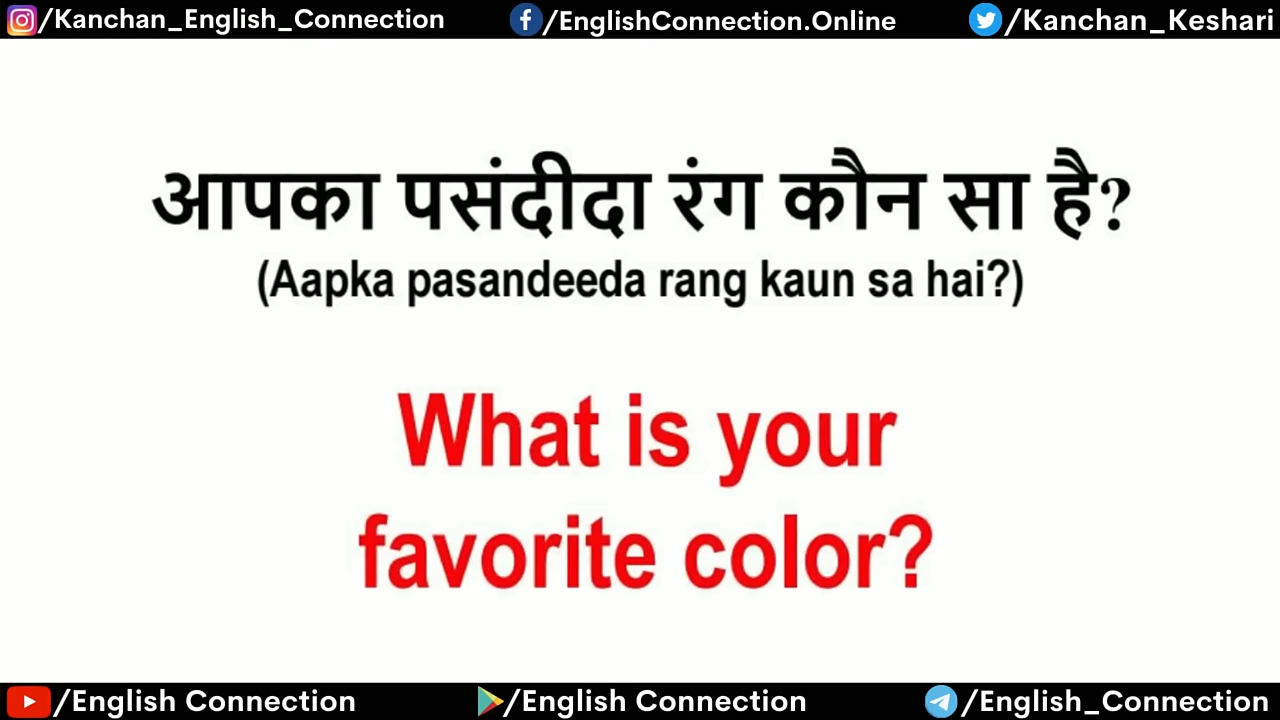 /Kanchan_English_Connection /EnglishConnection.Online /Kanchan_Keshari
आपका पसंदीदा रंग कौन सा है?
(Aapka pasandeeda rang kaun sa hai?)
What is your
favorite color?
/English Connection /English Connection /English_Connection